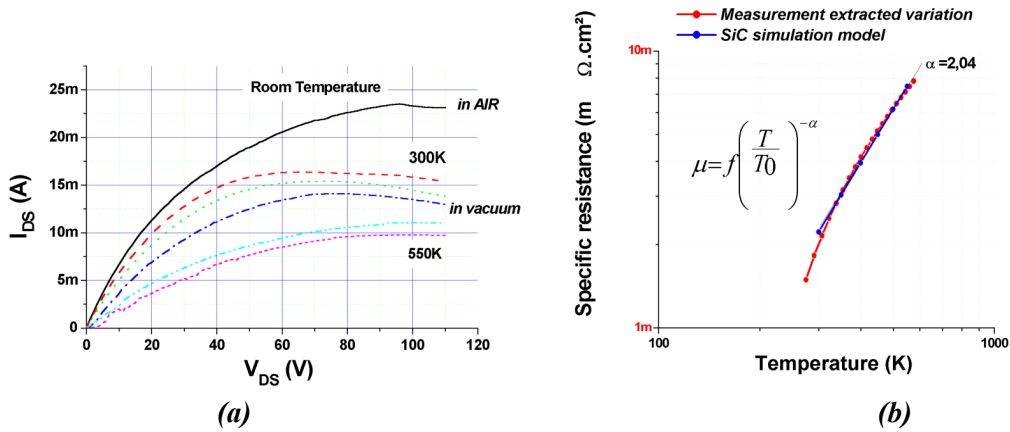 Room Temperature
in AIR
300K
in vacuum
550K
25m
20m
15m
10m
5m
0
0 20 40 60 80 100 120
I_DS (A)
V_DS (V)
(a)
Measurement extracted variation
SiC simulation model
10m
1m
α =2,04
μ=f(T/T0)^−α
Specific resistance (m Ω.cm²)
100 1000
Temperature (K)
(b)